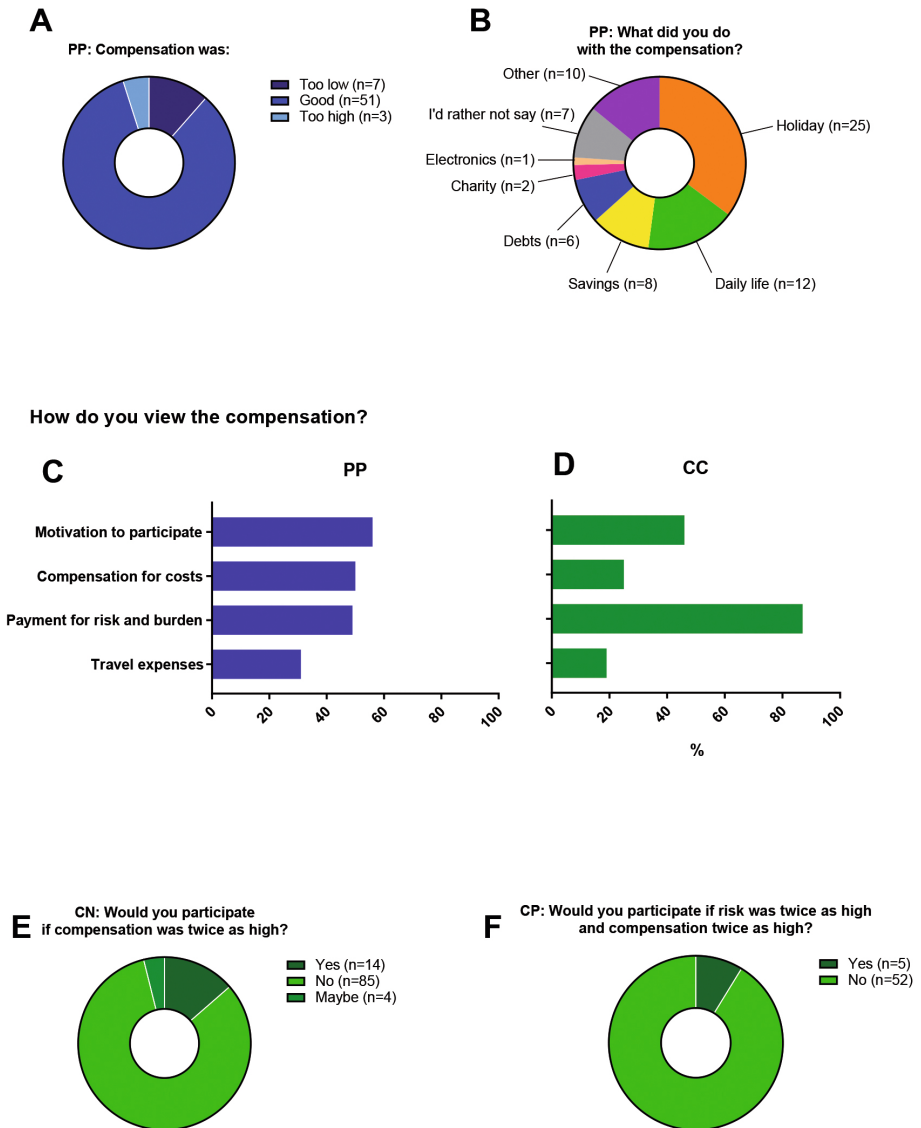 A
PP: Compensation was:
Too low (n=7)
Good (n=51)
Too high (n=3)
B
PP: What did you do
with the compensation?
Other (n=10)
I'd rather not say (n=7)
Electronics (n=1)
Charity (n=2)
Debts (n=6)
Savings (n=8)
Daily life (n=12)
Holiday (n=25)
How do you view the compensation?
C
PP
Motivation to participate
Compensation for costs
Payment for risk and burden
Travel expenses
0 20 40 60 80 100
D
CC
0 20 40 60 80 100
%
E
CN: Would you participate
if compensation was twice as high?
Yes (n=14)
No (n=85)
Maybe (n=4)
F
CP: Would you participate if risk was twice as high
and compensation twice as high?
Yes (n=5)
No (n=52)